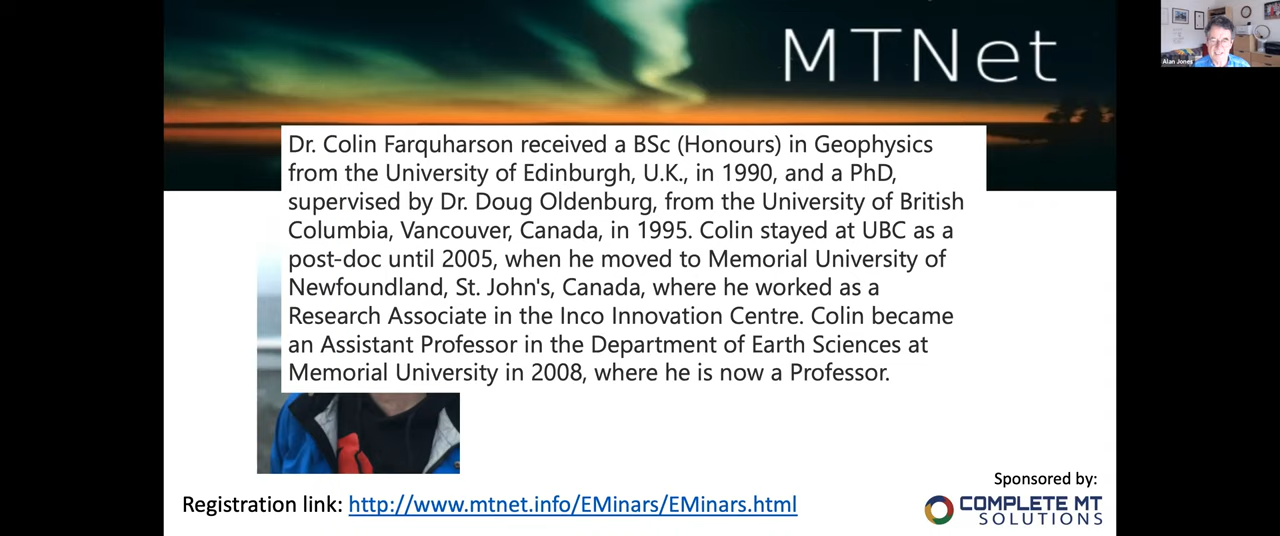 MTNet
Alan Jones
Dr. Colin Farquharson received a BSc (Honours) in Geophysics
from the University of Edinburgh, U.K., in 1990, and a PhD,
supervised by Dr. Doug Oldenburg, from the University of British
Columbia, Vancouver, Canada, in 1995. Colin stayed at UBC as a
post-doc until 2005, when he moved to Memorial University of
Newfoundland, St. John's, Canada, where he worked as a
Research Associate in the Inco Innovation Centre. Colin became
an Assistant Professor in the Department of Earth Sciences at
Memorial University in 2008, where he is now a Professor.
Registration link: http://www.mtnet.info/EMinars/EMinars.html
Sponsored by:
COMPLETE MT
SOLUTIONS